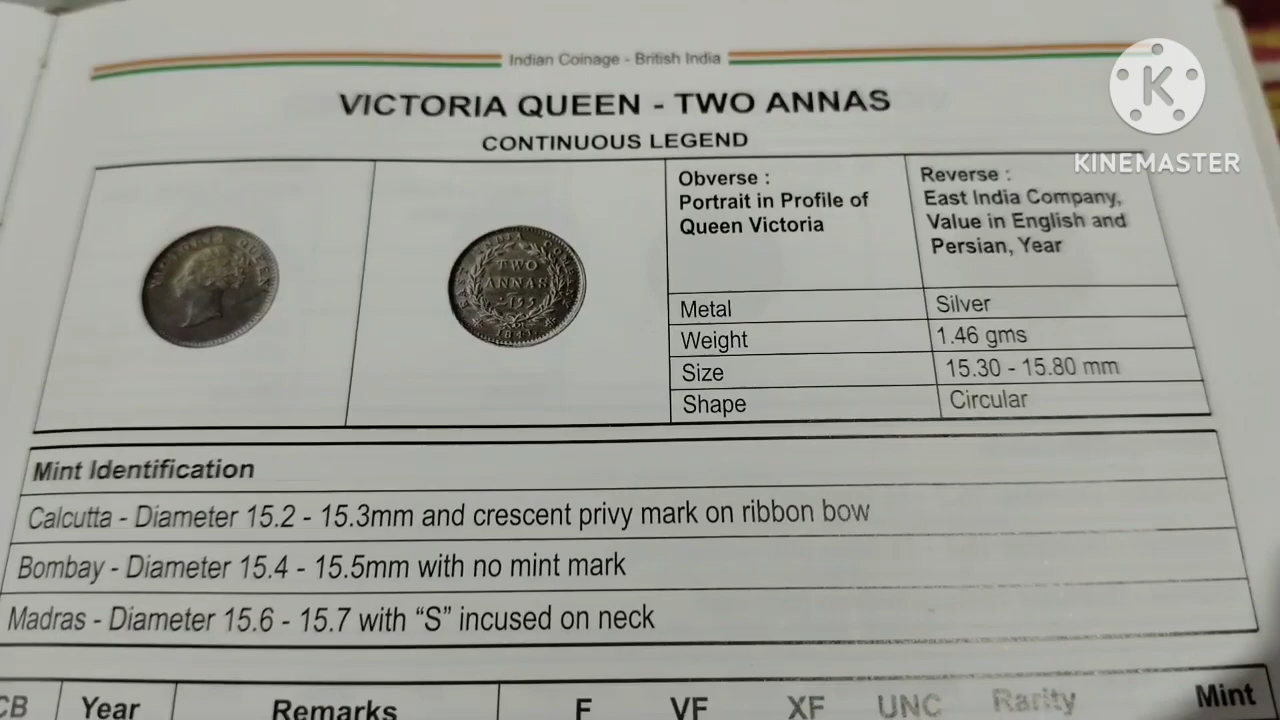 Indian Coinage - British India
VICTORIA QUEEN - TWO ANNAS
CONTINUOUS LEGEND
K
KINEMASTER
QUEEN
INDIA
TWO
ANNAS
Obverse :
Portrait in Profile of
Queen Victoria
Reverse :
East India Company,
Value in English and
Persian, Year
Metal
Silver
Weight
1.46 gms
Size
15.30 - 15.80 mm
Shape
Circular
Mint Identification
Calcutta - Diameter 15.2 - 15.3mm and crescent privy mark on ribbon bow
Bombay - Diameter 15.4 - 15.5mm with no mint mark
Madras - Diameter 15.6 - 15.7 with “S” incused on neck
CB Year Remarks F VF XF UNC Rarity Mint